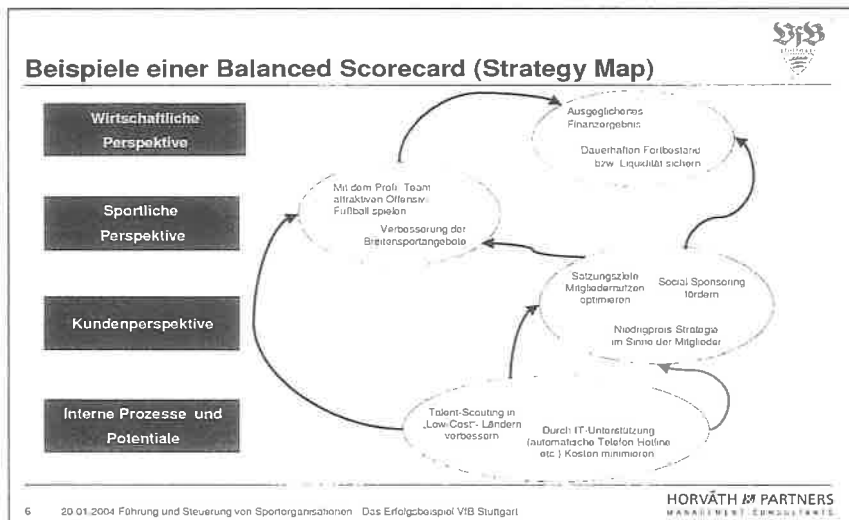 VfB
Beispiele einer Balanced Scorecard (Strategy Map)
Wirtschaftliche
Perspektive
Ausgeglichenes
Finanzergebnis
Dauerhaften Fortbestand
bzw. Liquidität sichern
Sportliche
Perspektive
Mit dem Profi-Team
attraktiven Offensiv-
Fußball spielen
Verbesserung der
Breitensportangebote
Kundenperspektive
Satzungsziele
Mitgliedernutzen
optimieren
Social Sponsoring
fördern
Niedrigpreis Strategie
im Sinne der Mitglieder
Interne Prozesse und
Potentiale
Talent-Scouting in
„Low-Cost"- Ländern
verbessern
Durch IT-Unterstützung
(automatische Telefon Hotline
etc.) Kosten minimieren
6 20.01.2004 Führung und Steuerung von Sportorganisationen Das Erfolgsbeispiel VfB Stuttgart
HORVÁTH & PARTNERS
MANAGEMENT CONSULTANTS